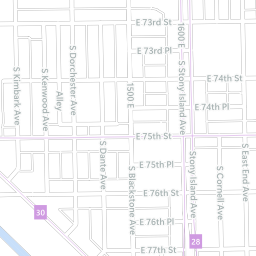 E 73rd St
1600 E
E 73rd Pl
S Stony Island Ave
E 74th St
S Dorchester Ave
S Kimbark Ave
S Kenwood Ave
Alley
1500 E
E 74th Pl
E 75th St
S Dante Ave
S Blackstone Ave
E 75th Pl
Stony Island Ave
S Cornell Ave
S East End Ave
E 76th St
30
E 76th Pl
28
E 77th St